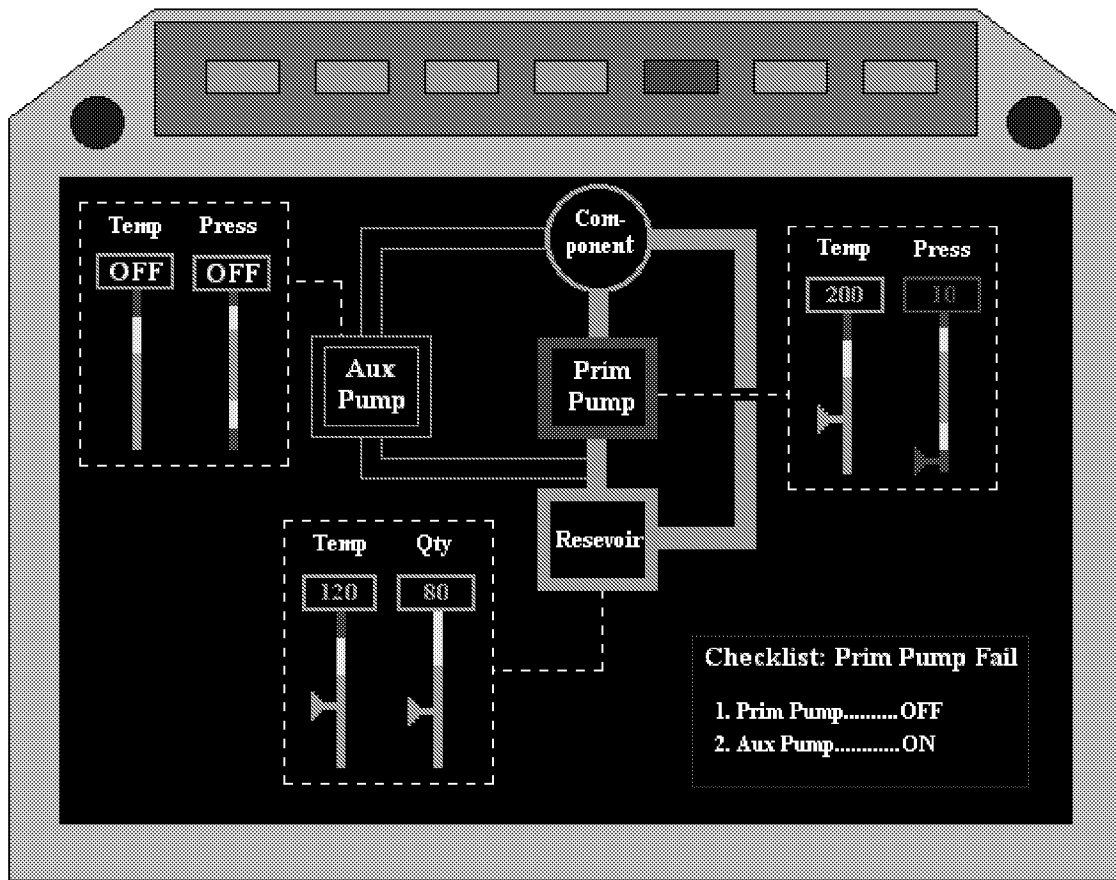 Temp Press
OFF OFF
Com-
ponent
Temp Press
200 10
Aux
Pump
Prim
Pump
Resevoir
Temp Qty
120 80
Checklist: Prim Pump Fail
1. Prim Pump..........OFF
2. Aux Pump............ON